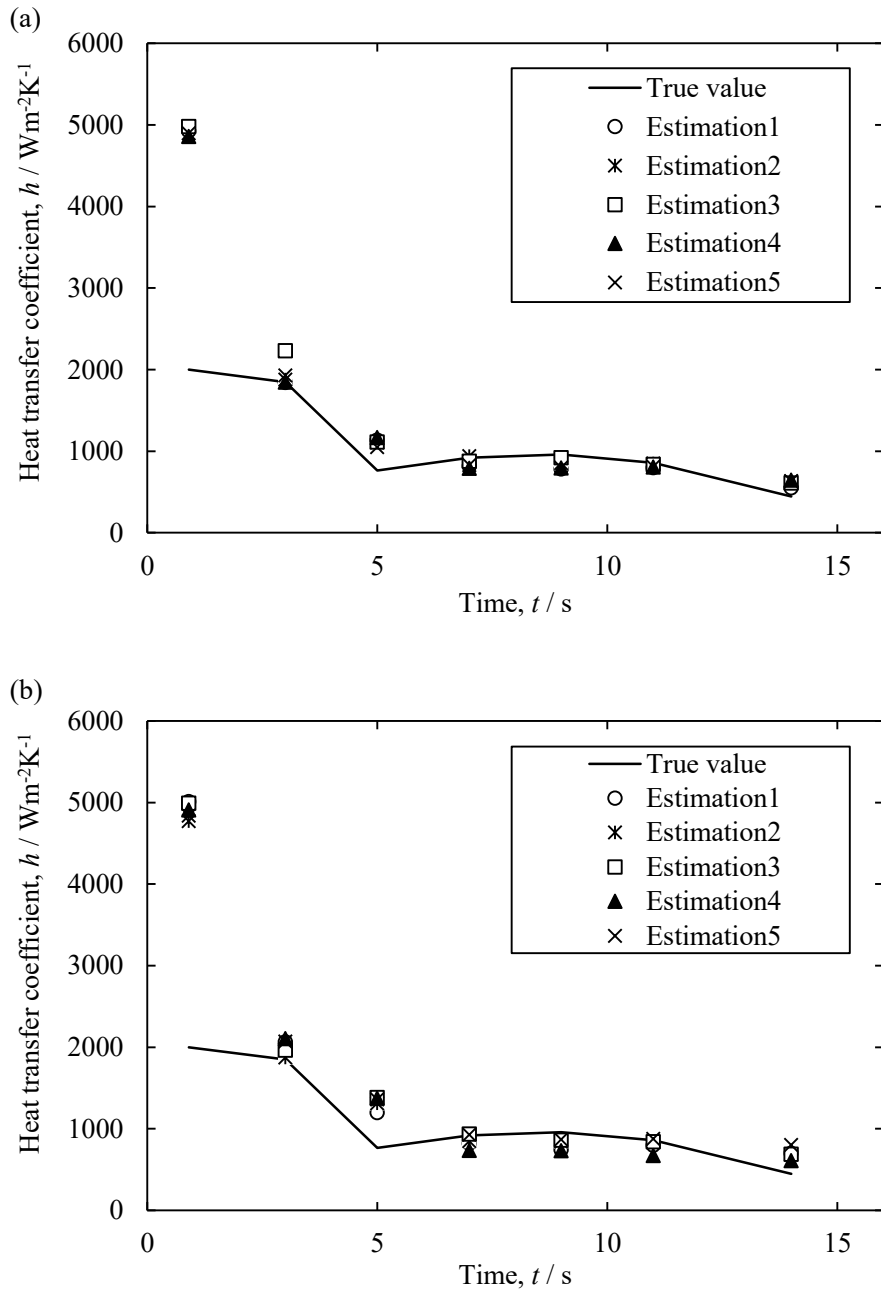 (a)
6000
5000
4000
3000
2000
1000
0
Heat transfer coefficient, h / Wm⁻²K⁻¹
True value
Estimation1
Estimation2
Estimation3
Estimation4
Estimation5
0 5 10 15
Time, t / s
(b)
6000
5000
4000
3000
2000
1000
0
Heat transfer coefficient, h / Wm⁻²K⁻¹
True value
Estimation1
Estimation2
Estimation3
Estimation4
Estimation5
0 5 10 15
Time, t / s